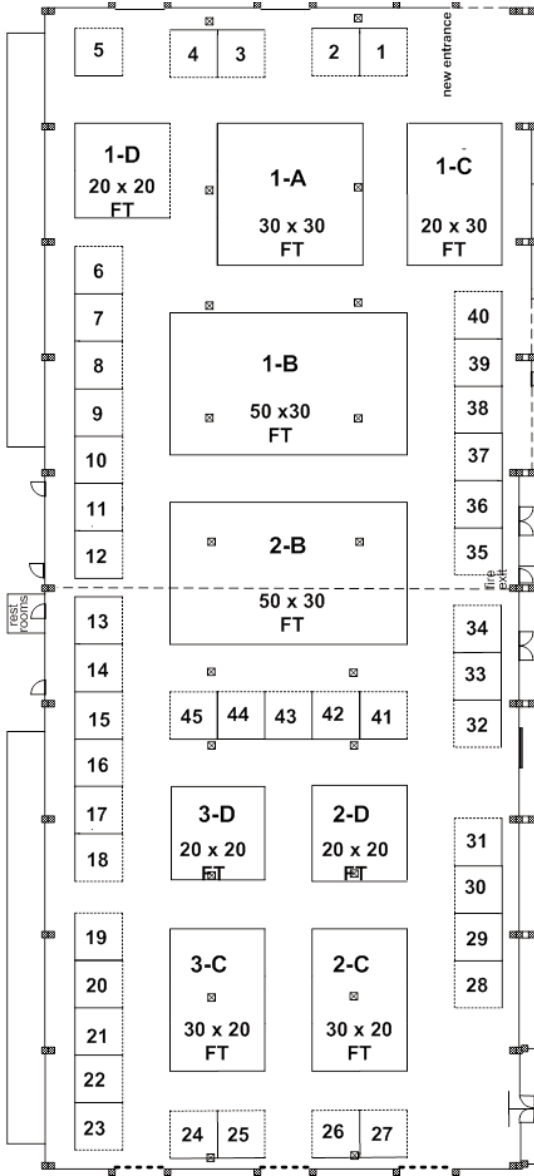 5
4
3
2
1
new entrance
1-D
20 x 20
FT
1-A
30 x 30
FT
1-C
20 x 30
FT
6
7
8
9
10
11
12
1-B
50 x30
FT
40
39
38
37
36
35
2-B
50 x 30
FT
fire
exit
rest
rooms
13
14
15
16
17
18
34
33
32
45
44
43
42
41
3-D
20 x 20
FT
2-D
20 x 20
FT
31
30
29
28
19
20
21
22
23
3-C
30 x 20
FT
2-C
30 x 20
FT
24
25
26
27